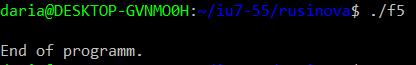 daria@DESKTOP-GVNMO0H:~/iu7-55/rusinova$ ./f5
End of programm.